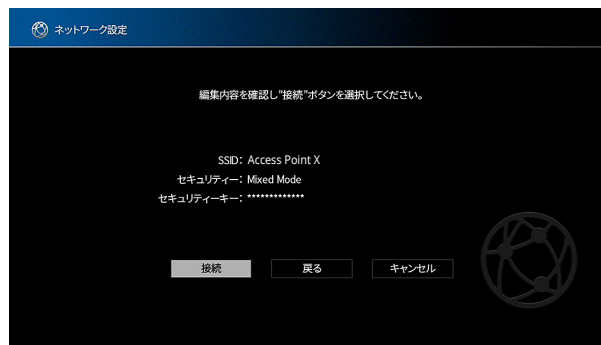 ネットワーク設定
編集内容を確認し"接続"ボタンを選択してください。
SSID： Access Point X
セキュリティー： Mixed Mode
セキュリティーキー： *************
接続 戻る キャンセル